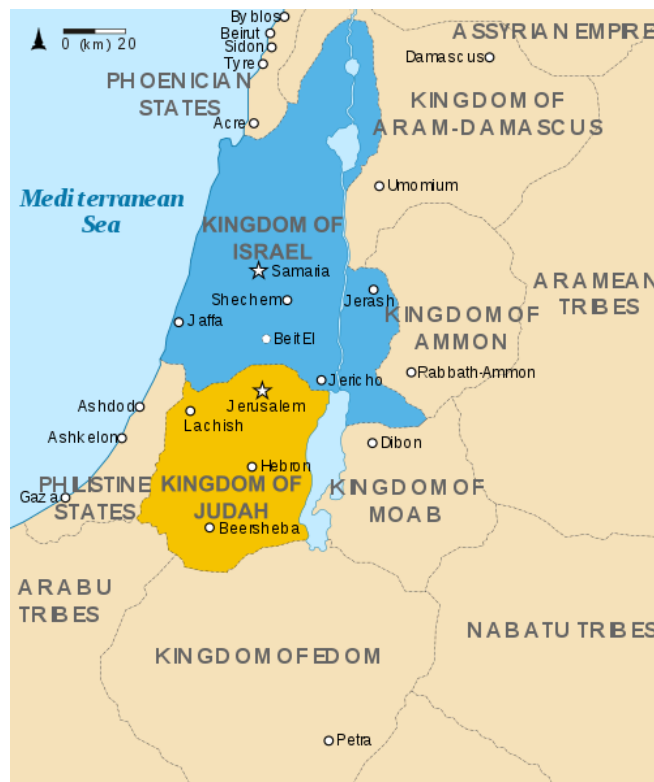 Byblos
Beirut
Sidon
Tyre
0 (km) 20
ASSYRIAN EMPIRE
Damascus
PHOENICIAN
STATES
KINGDOM OF
ARAM-DAMASCUS
Acre
Umomium
Mediterranean
Sea
KINGDOM OF
ISRAEL
Samaria
Shechem
Jerash
ARAMEAN
TRIBES
KINGDOM OF
AMMON
Jaffa
Beit El
Rabbath-Ammon
Jericho
Jerusalem
Ashdod
Lachish
Ashkelon
Dibon
Hebron
PHILISTINE
STATES
KINGDOM OF
JUDAH
KINGDOM OF
MOAB
Gaza
Beersheba
ARABU
TRIBES
NABATU TRIBES
KINGDOM OF EDOM
Petra